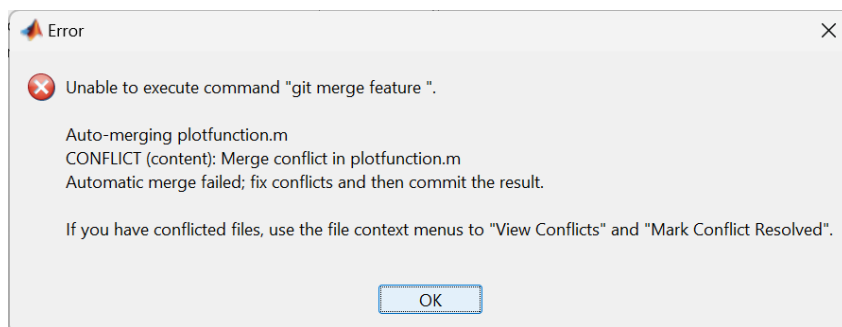 Error
Unable to execute command "git merge feature ".
Auto-merging plotfunction.m
CONFLICT (content): Merge conflict in plotfunction.m
Automatic merge failed; fix conflicts and then commit the result.
If you have conflicted files, use the file context menus to "View Conflicts" and "Mark Conflict Resolved".
OK